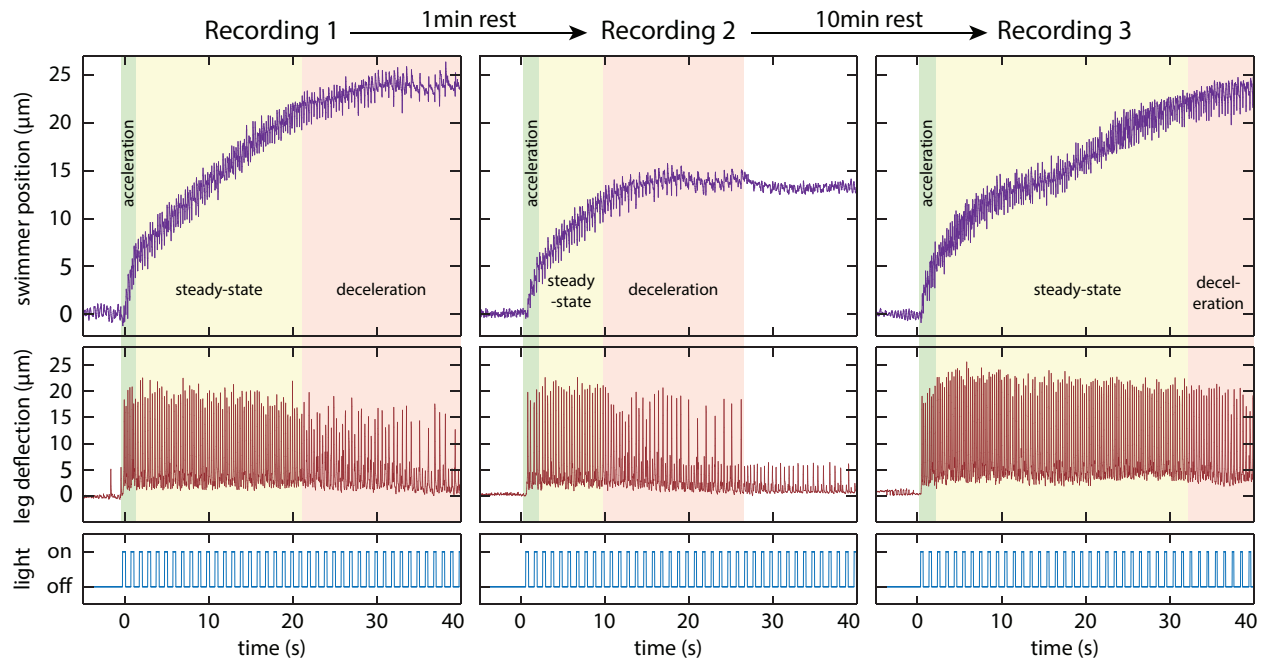 Recording 1
1min rest
Recording 2
10min rest
Recording 3
swimmer position (µm)
25
20
15
10
5
0
acceleration
steady-state
deceleration
acceleration
steady
-state
deceleration
acceleration
steady-state
decel-
eration
leg deflection (µm)
25
20
15
10
5
0
light
on
off
0 10 20 30 40
0 10 20 30 40
0 10 20 30 40
time (s)
time (s)
time (s)